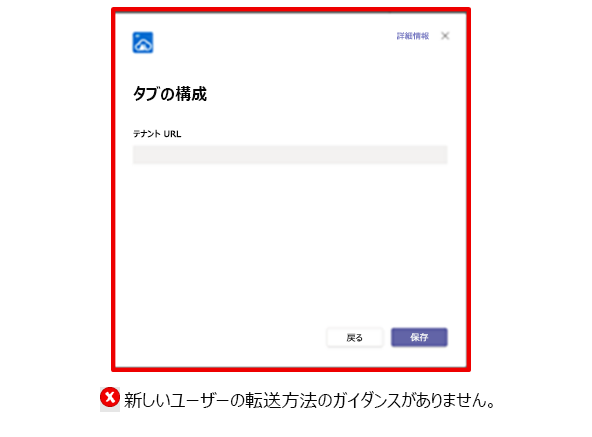 詳細情報
タブの構成
テナント URL
戻る
保存
新しいユーザーの転送方法のガイダンスがありません。